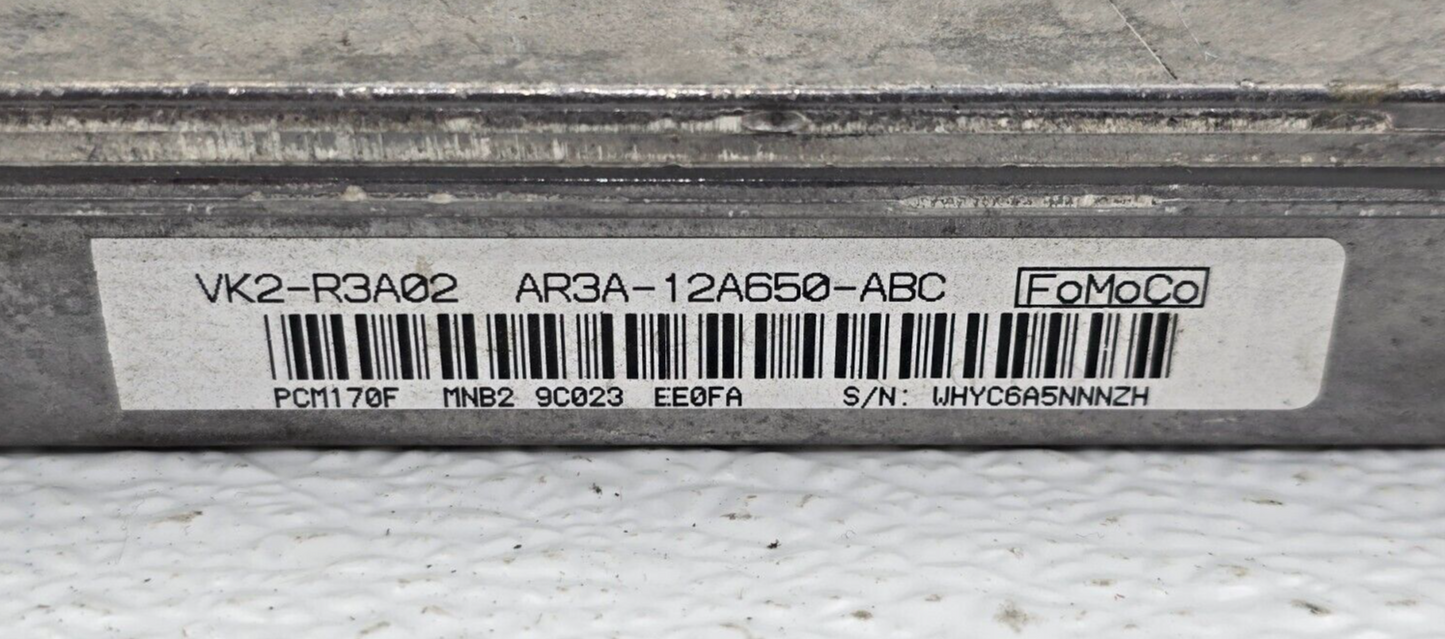 VK2-R3A02 AR3A-12A650-ABC FoMoCo
PCM170F MNB2 9C023 EE0FA S/N: WHYC6A5NNNZH